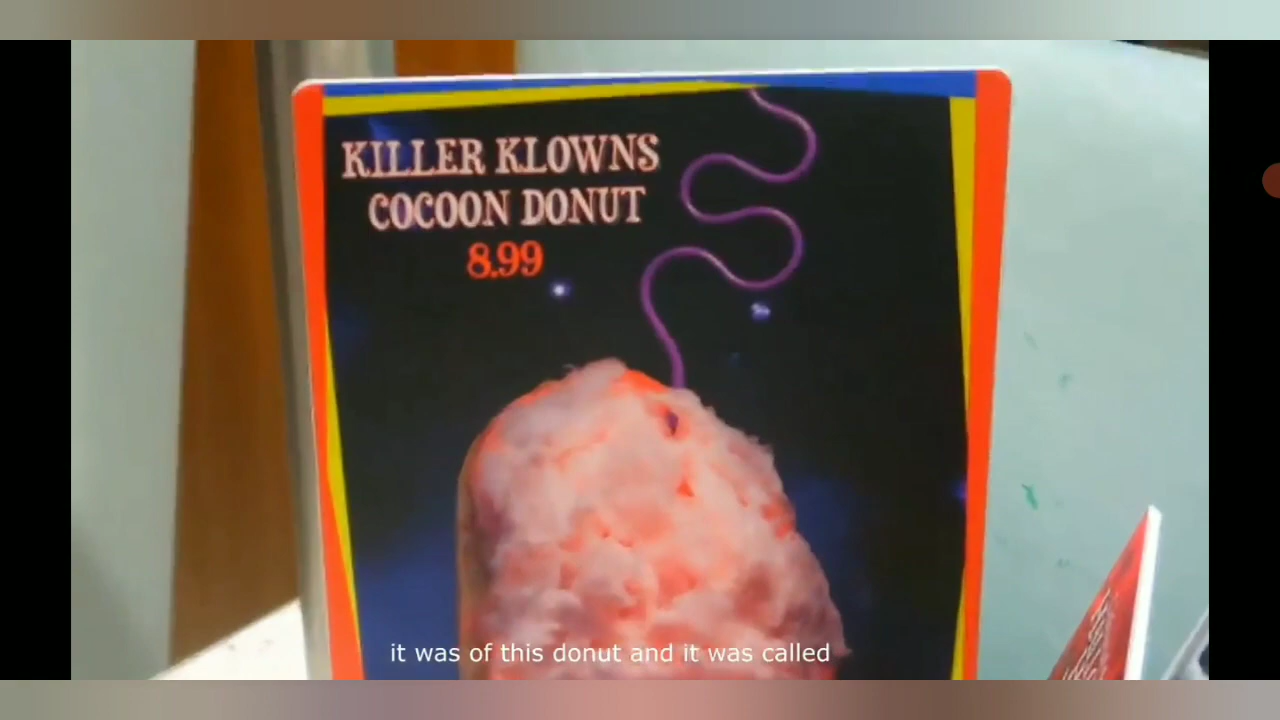 KILLER KLOWNS
COCOON DONUT
8.99
it was of this donut and it was called